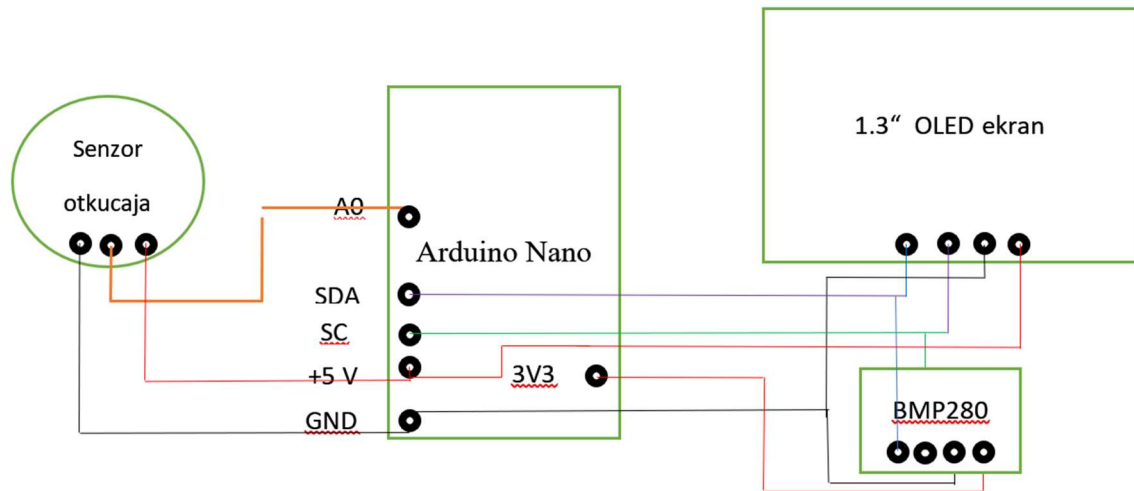 Senzor
otkucaja
A0
Arduino Nano
SDA
SC
+5 V
GND
3V3
1.3“ OLED ekran
BMP280